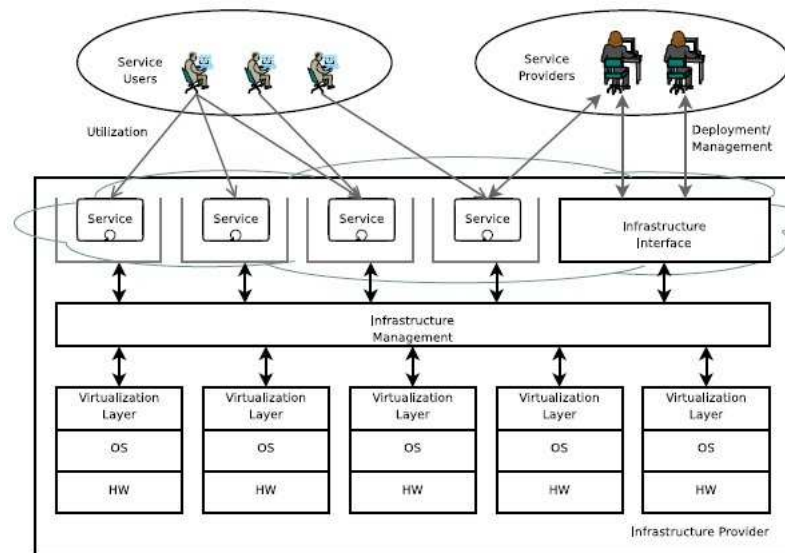 Service
Users
Service
Providers
Utilization
Deployment/
Management
Service
Service
Service
Service
Infrastructure
Interface
Infrastructure
Management
Virtualization
Layer
Virtualization
Layer
Virtualization
Layer
Virtualization
Layer
Virtualization
Layer
OS
OS
OS
OS
OS
HW
HW
HW
HW
HW
Infrastructure Provider